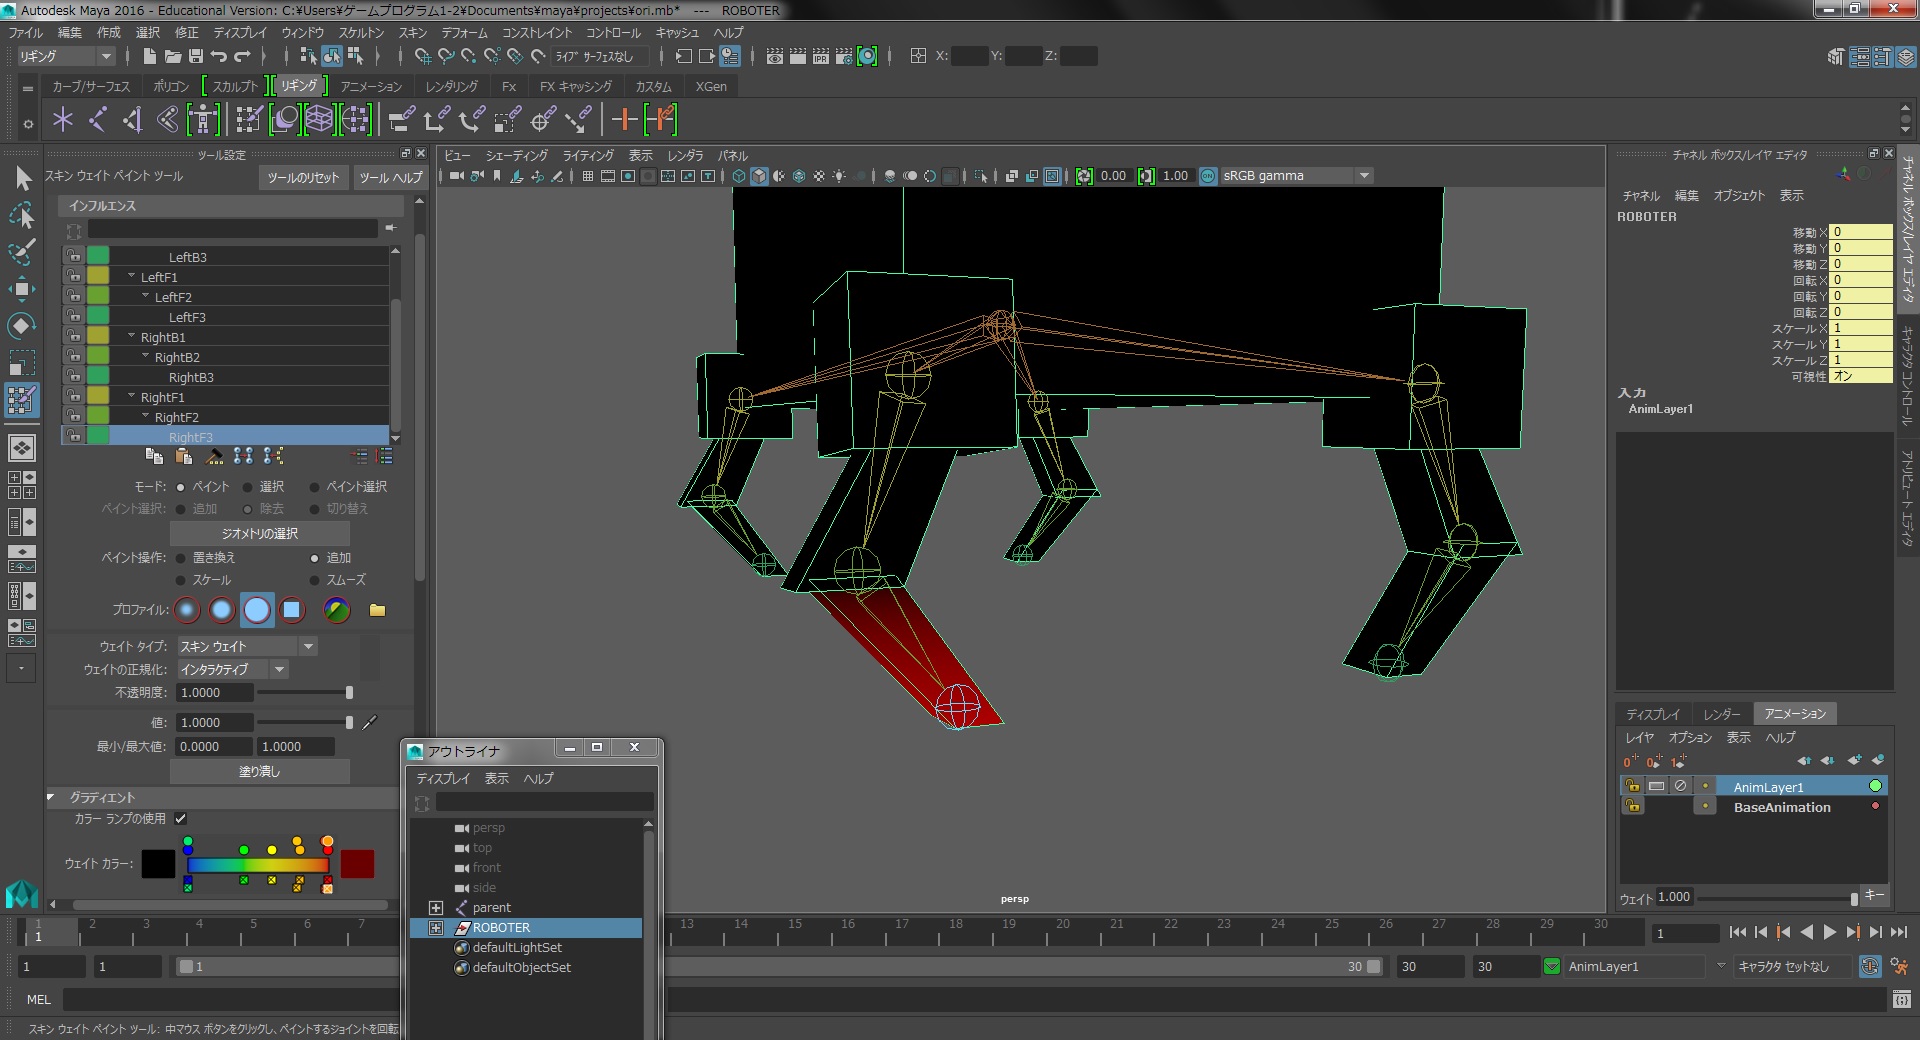 Autodesk Maya 2016 - Educational Version: C:¥Users¥ゲームプログラム1-2¥Documents¥maya¥projects¥ori.mb* --- ROBOTER
ファイル 編集 作成 選択 修正 ディスプレイ ウィンドウ スケルトン スキン デフォーム コンストレイント コントロール キャッシュ ヘルプ
リギング ライブ サーフェスなし X: Y: Z:
カーブ/サーフェス ポリゴン スカルプト リギング アニメーション レンダリング Fx FX キャッシング カスタム XGen
ツール設定
スキン ウェイト ペイント ツール ツールのリセット ツール ヘルプ
インフルエンス
LeftB3
LeftF1
LeftF2
LeftF3
RightB1
RightB2
RightB3
RightF1
RightF2
RightF3
モード: ペイント 選択 ペイント選択
ペイント選択: 追加 除去 切り替え
ジオメトリの選択
ペイント操作: 置き換え 追加
スケール スムーズ
プロファイル:
ウェイト タイプ: スキン ウェイト
ウェイトの正規化: インタラクティブ
不透明度: 1.0000
値: 1.0000
最小/最大値: 0.0000 1.0000
塗り潰し
グラディエント
カラー ランプの使用
ウェイト カラー:
ビュー シェーディング ライティング 表示 レンダラ パネル
IPR
0.00 1.00 ON sRGB gamma
persp
アウトライナ
ディスプレイ 表示 ヘルプ
persp
top
front
side
parent
ROBOTER
defaultLightSet
defaultObjectSet
チャネル ボックス/レイヤ エディタ
チャネル 編集 オブジェクト 表示
ROBOTER
移動 X 0
移動 Y 0
移動 Z 0
回転 X 0
回転 Y 0
回転 Z 0
スケール X 1
スケール Y 1
スケール Z 1
可視性 オン
入力
AnimLayer1
チャネル ボックス/レイヤ エディタ
キャラクタ コントロール
アトリビュート エディタ
ディスプレイ レンダー アニメーション
レイヤ オプション 表示 ヘルプ
AnimLayer1
BaseAnimation
ウェイト 1.000 キー
1 2 3 4 5 6 7 13 14 15 16 17 18 19 20 21 22 23 24 25 26 27 28 29 30
1 1
1 1 1 30 30 30 AnimLayer1 キャラクタ セットなし
MEL
スキン ウェイト ペイント ツール: 中マウス ボタンをクリックし、ペイントするジョイントを回転